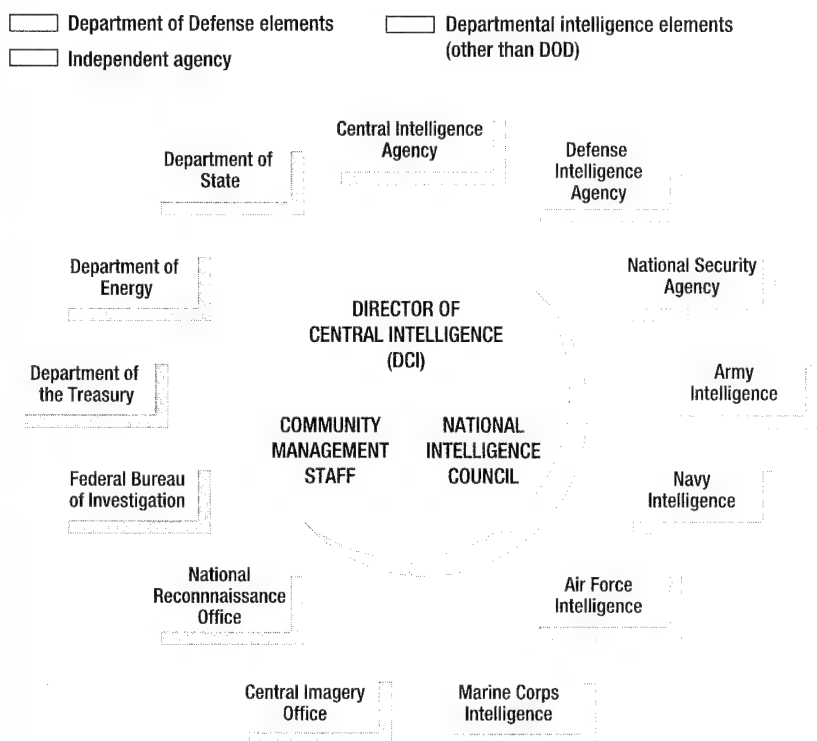 Department of Defense elements
Independent agency
Departmental intelligence elements
(other than DOD)
Central Intelligence
Agency
Defense
Intelligence
Agency
National Security
Agency
Army
Intelligence
Navy
Intelligence
Air Force
Intelligence
Marine Corps
Intelligence
Central Imagery
Office
National
Reconnnaissance
Office
Federal Bureau
of Investigation
Department of
the Treasury
Department of
Energy
Department of
State
DIRECTOR OF
CENTRAL INTELLIGENCE
(DCI)
COMMUNITY
MANAGEMENT
STAFF
NATIONAL
INTELLIGENCE
COUNCIL